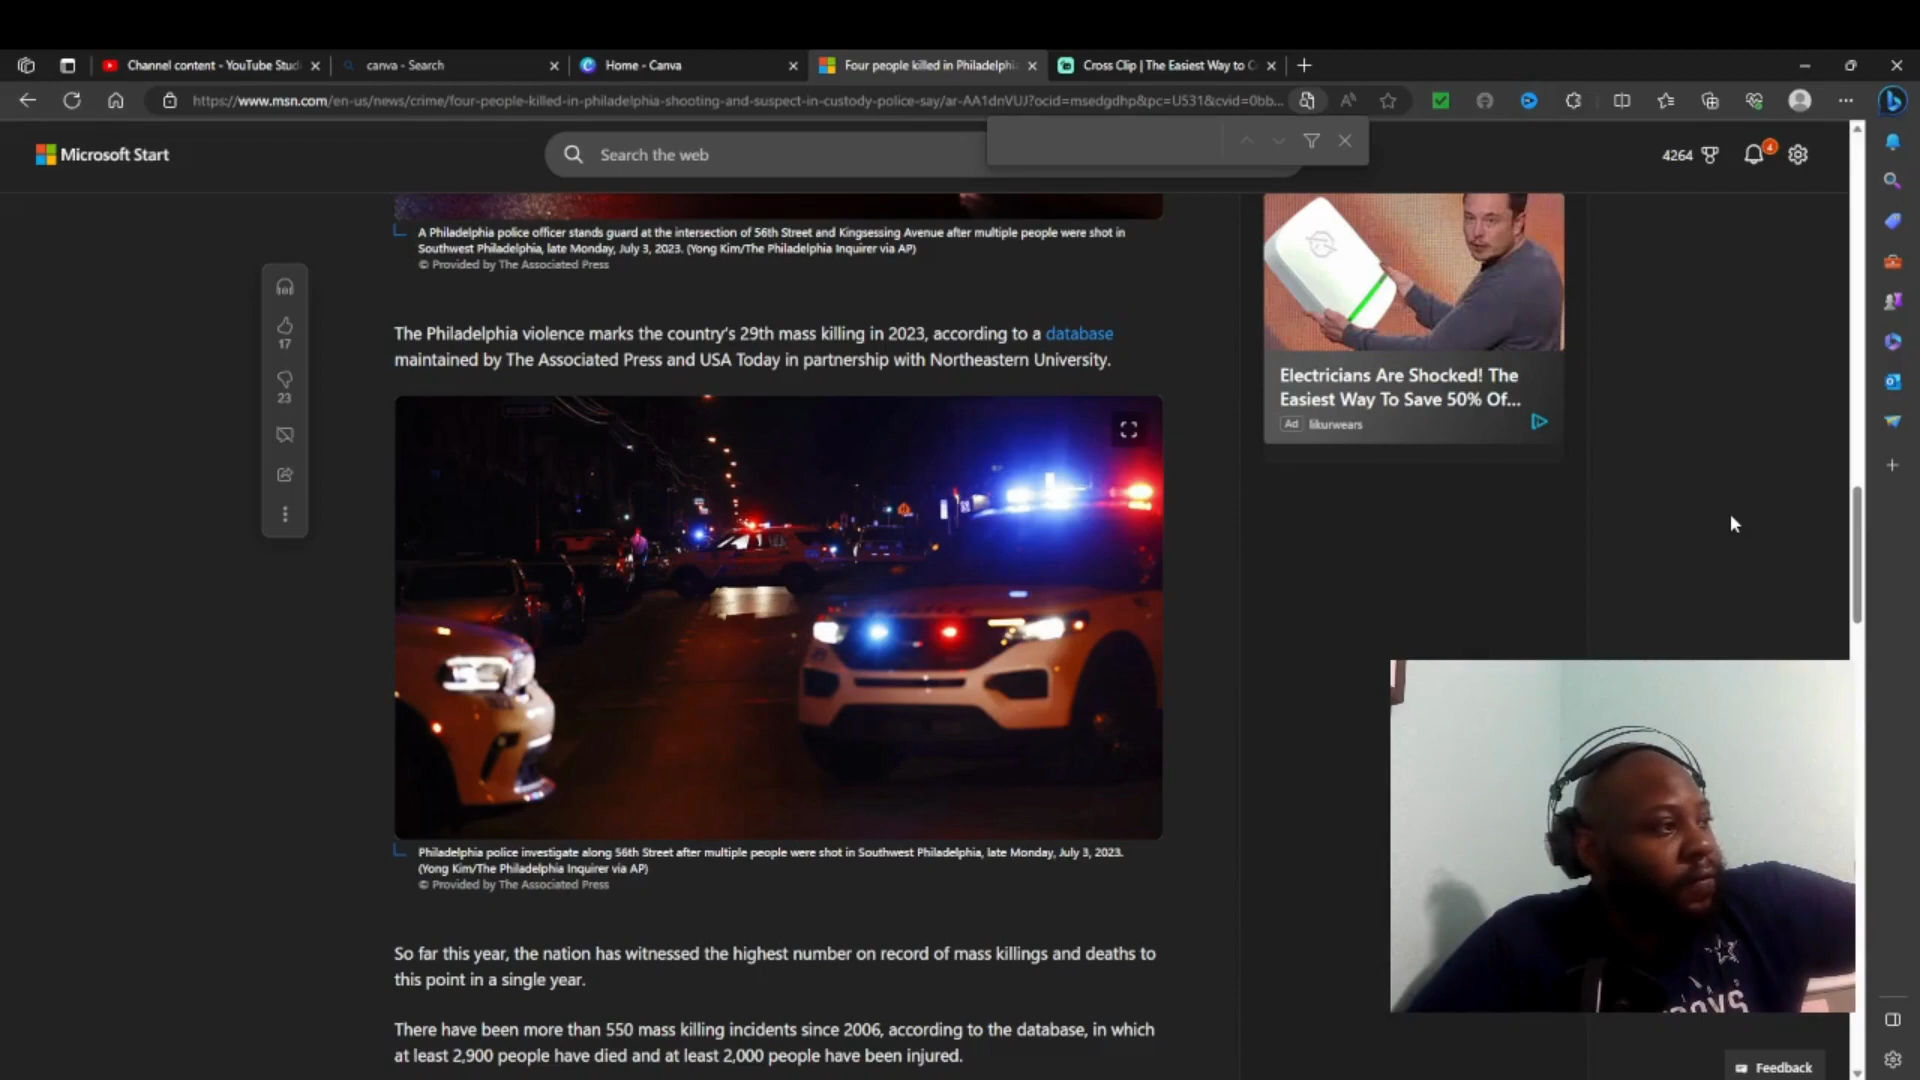 Channel content - YouTube Stud
canva - Search
Home - Canva
Four people killed in Philadelphi
Cross Clip | The Easiest Way to C
https://www.msn.com/en-us/news/crime/four-people-killed-in-philadelphia-shooting-and-suspect-in-custody-police-say/ar-AA1dnVUJ?ocid=msedgdhp&pc=U531&cvid=0bb...
Microsoft Start
Search the web
4264
4
A Philadelphia police officer stands guard at the intersection of 56th Street and Kingsessing Avenue after multiple people were shot in
Southwest Philadelphia, late Monday, July 3, 2023. (Yong Kim/The Philadelphia Inquirer via AP)
© Provided by The Associated Press
17
23
The Philadelphia violence marks the country's 29th mass killing in 2023, according to a database
maintained by The Associated Press and USA Today in partnership with Northeastern University.
Electricians Are Shocked! The
Easiest Way To Save 50% Of...
Ad likurwears
Philadelphia police investigate along 56th Street after multiple people were shot in Southwest Philadelphia, late Monday, July 3, 2023.
(Yong Kim/The Philadelphia Inquirer via AP)
© Provided by The Associated Press
So far this year, the nation has witnessed the highest number on record of mass killings and deaths to
this point in a single year.
There have been more than 550 mass killing incidents since 2006, according to the database, in which
at least 2,900 people have died and at least 2,000 people have been injured.
Feedback